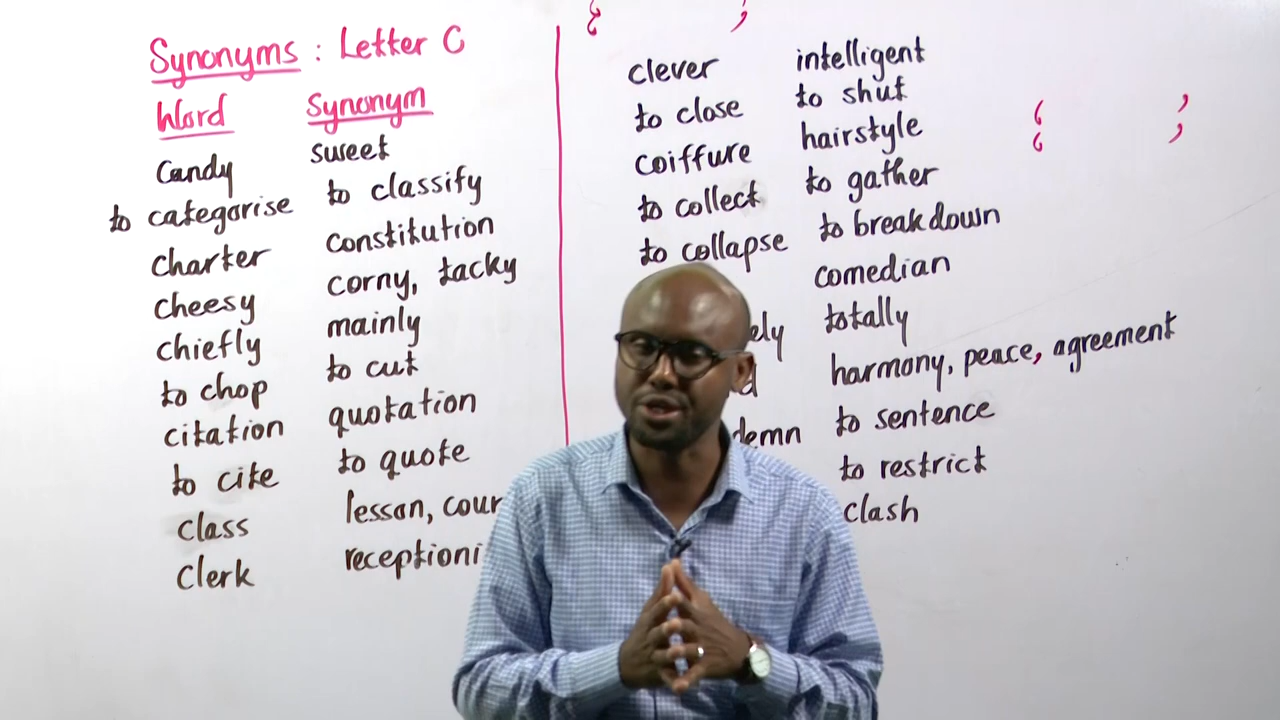 Synonyms : Letter C
Word Synonym
Candy sweet
to categorise to classify
charter constitution
cheesy corny, tacky
chiefly mainly
to chop to cut
citation quotation
to cite to quote
class lesson, cour
Clerk receptioni
clever intelligent
to close to shut
coiffure hairstyle
to collect to gather
to collapse to breakdown
comedian
ely totally
d harmony, peace, agreement
demn to sentence
to restrict
clash